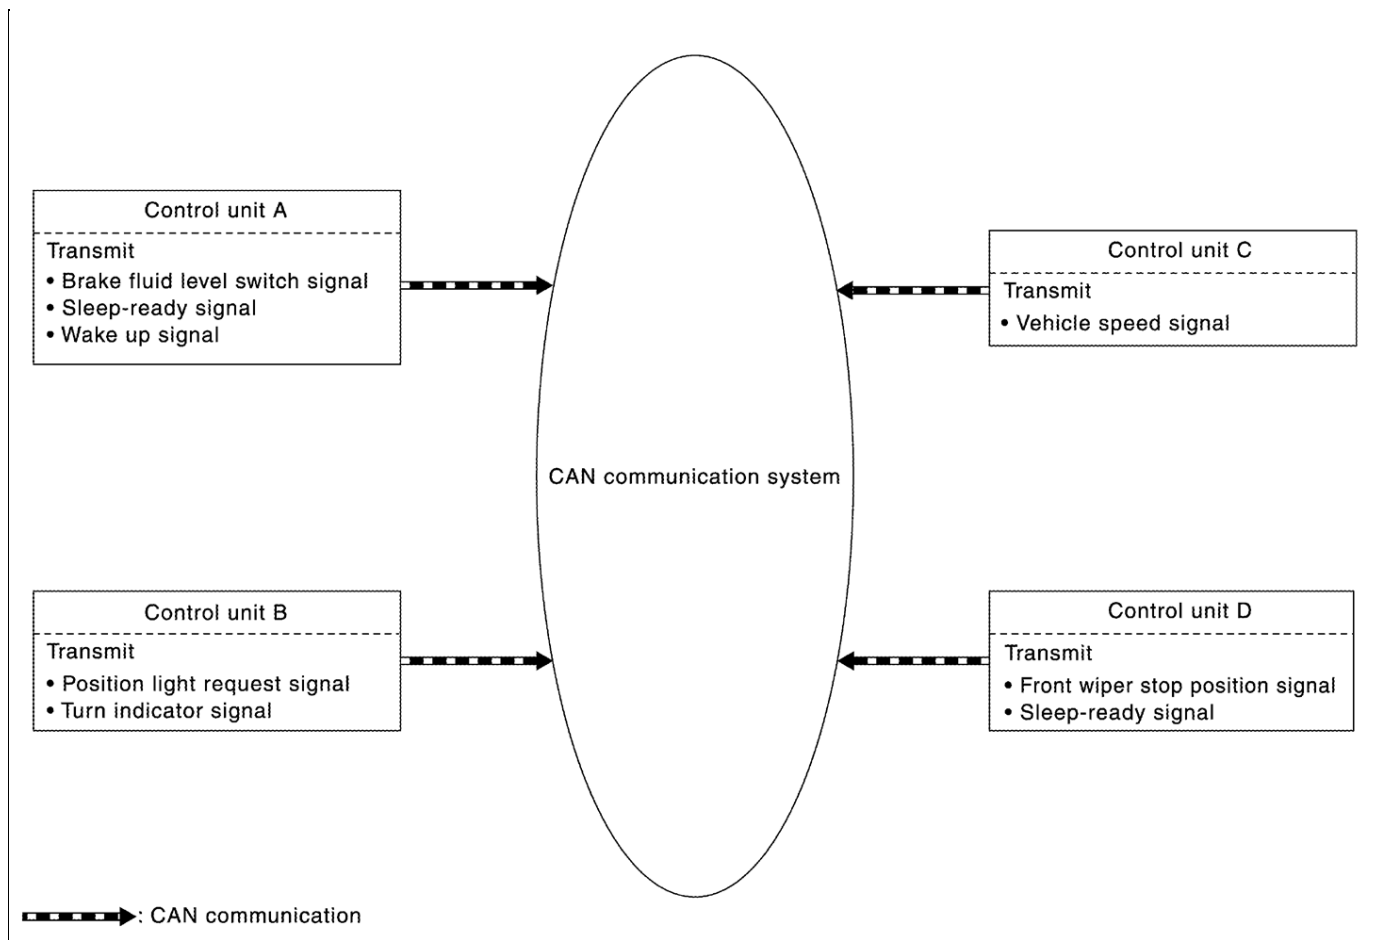 Control unit A
Transmit
• Brake fluid level switch signal
• Sleep-ready signal
• Wake up signal
Control unit C
Transmit
• Vehicle speed signal
CAN communication system
Control unit B
Transmit
• Position light request signal
• Turn indicator signal
Control unit D
Transmit
• Front wiper stop position signal
• Sleep-ready signal
: CAN communication